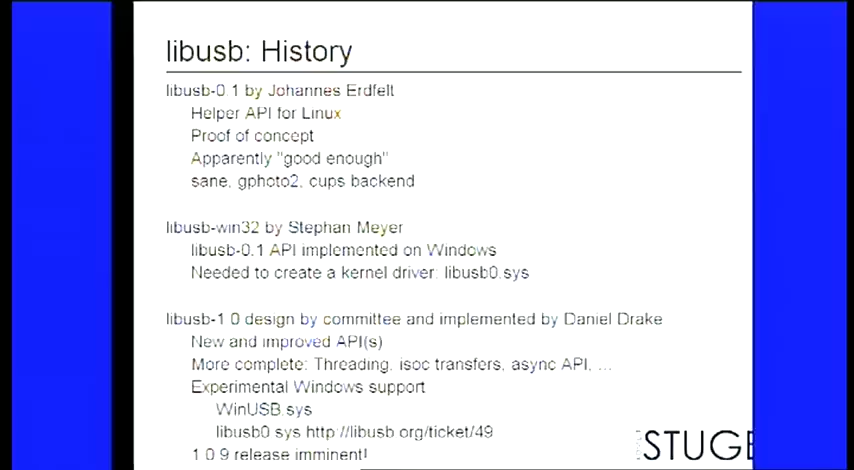 libusb: History
libusb-0.1 by Johannes Erdfelt
Helper API for Linux
Proof of concept
Apparently "good enough"
sane, gphoto2, cups backend
libusb-win32 by Stephan Meyer
libusb-0.1 API implemented on Windows
Needed to create a kernel driver: libusb0.sys
libusb-1.0 design by committee and implemented by Daniel Drake
New and improved API(s)
More complete: Threading, isoc transfers, async API, ...
Experimental Windows support
WinUSB.sys
libusb0.sys http://libusb.org/ticket/49
1.0.9 release imminent!
STUGE